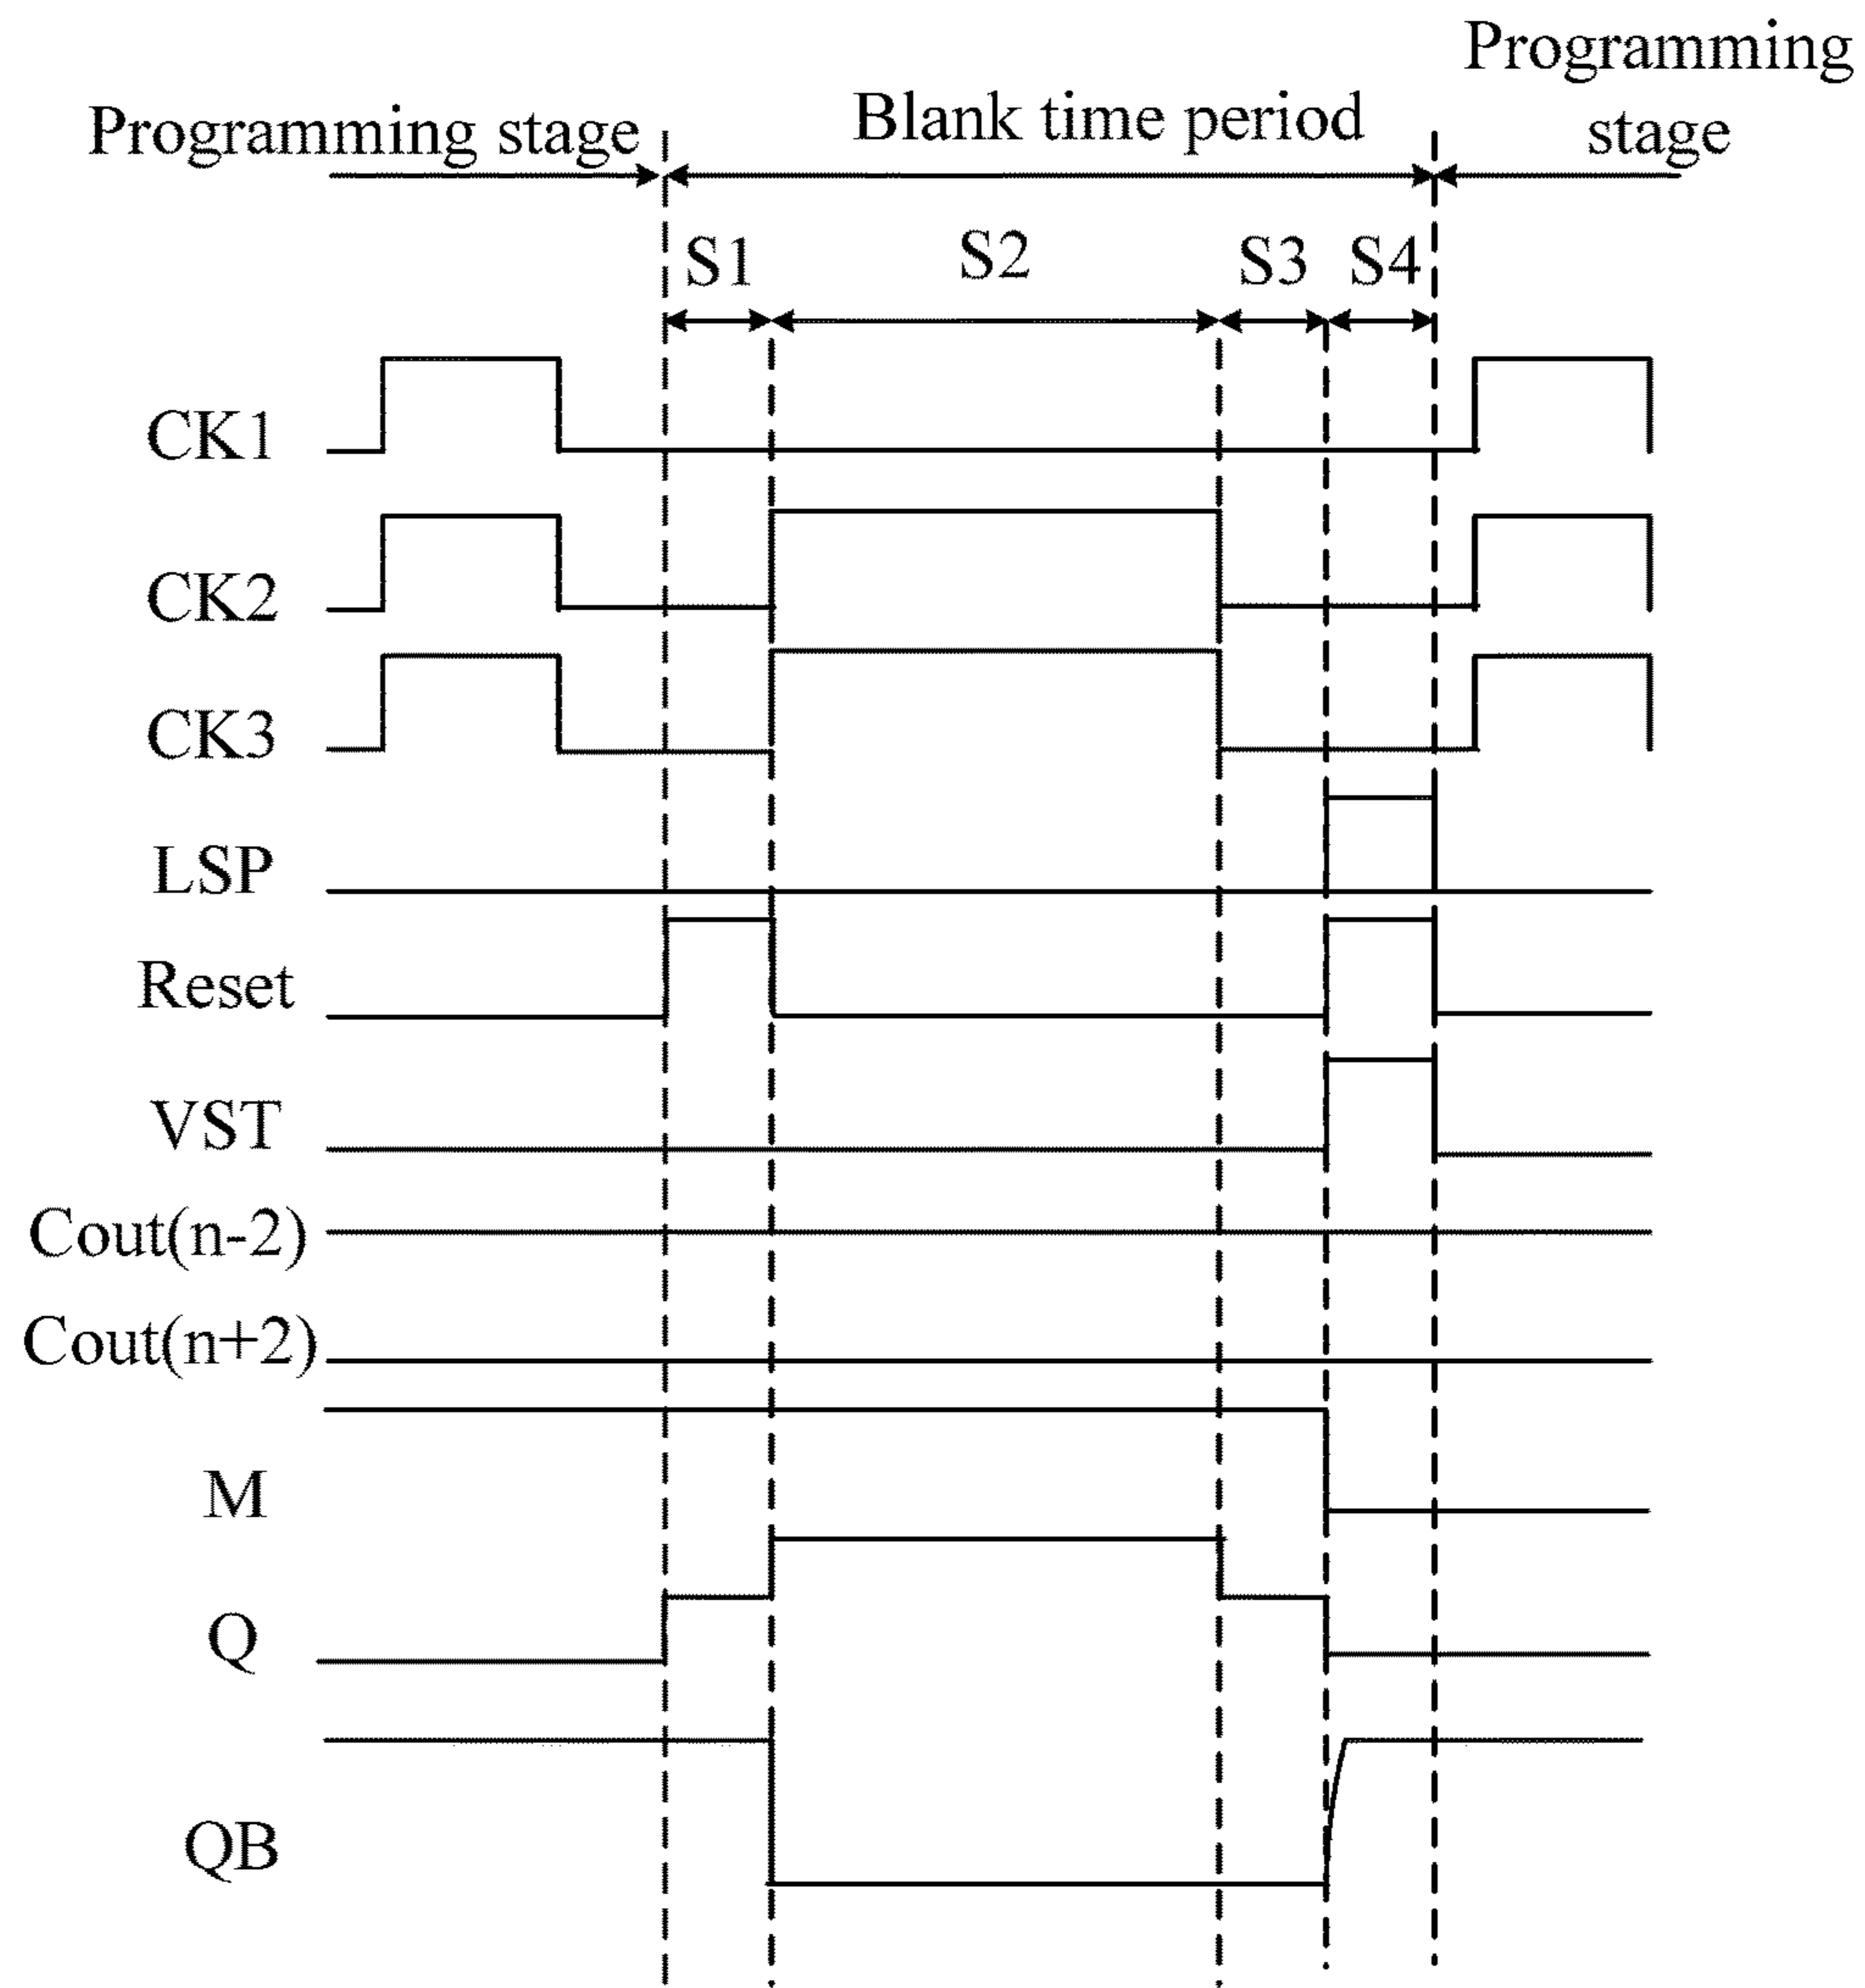 Programming stage
Blank time period
Programming
stage
S1 S2 S3 S4
CK1
CK2
CK3
LSP
Reset
VST
Cout(n-2)
Cout(n+2)
M
Q
QB